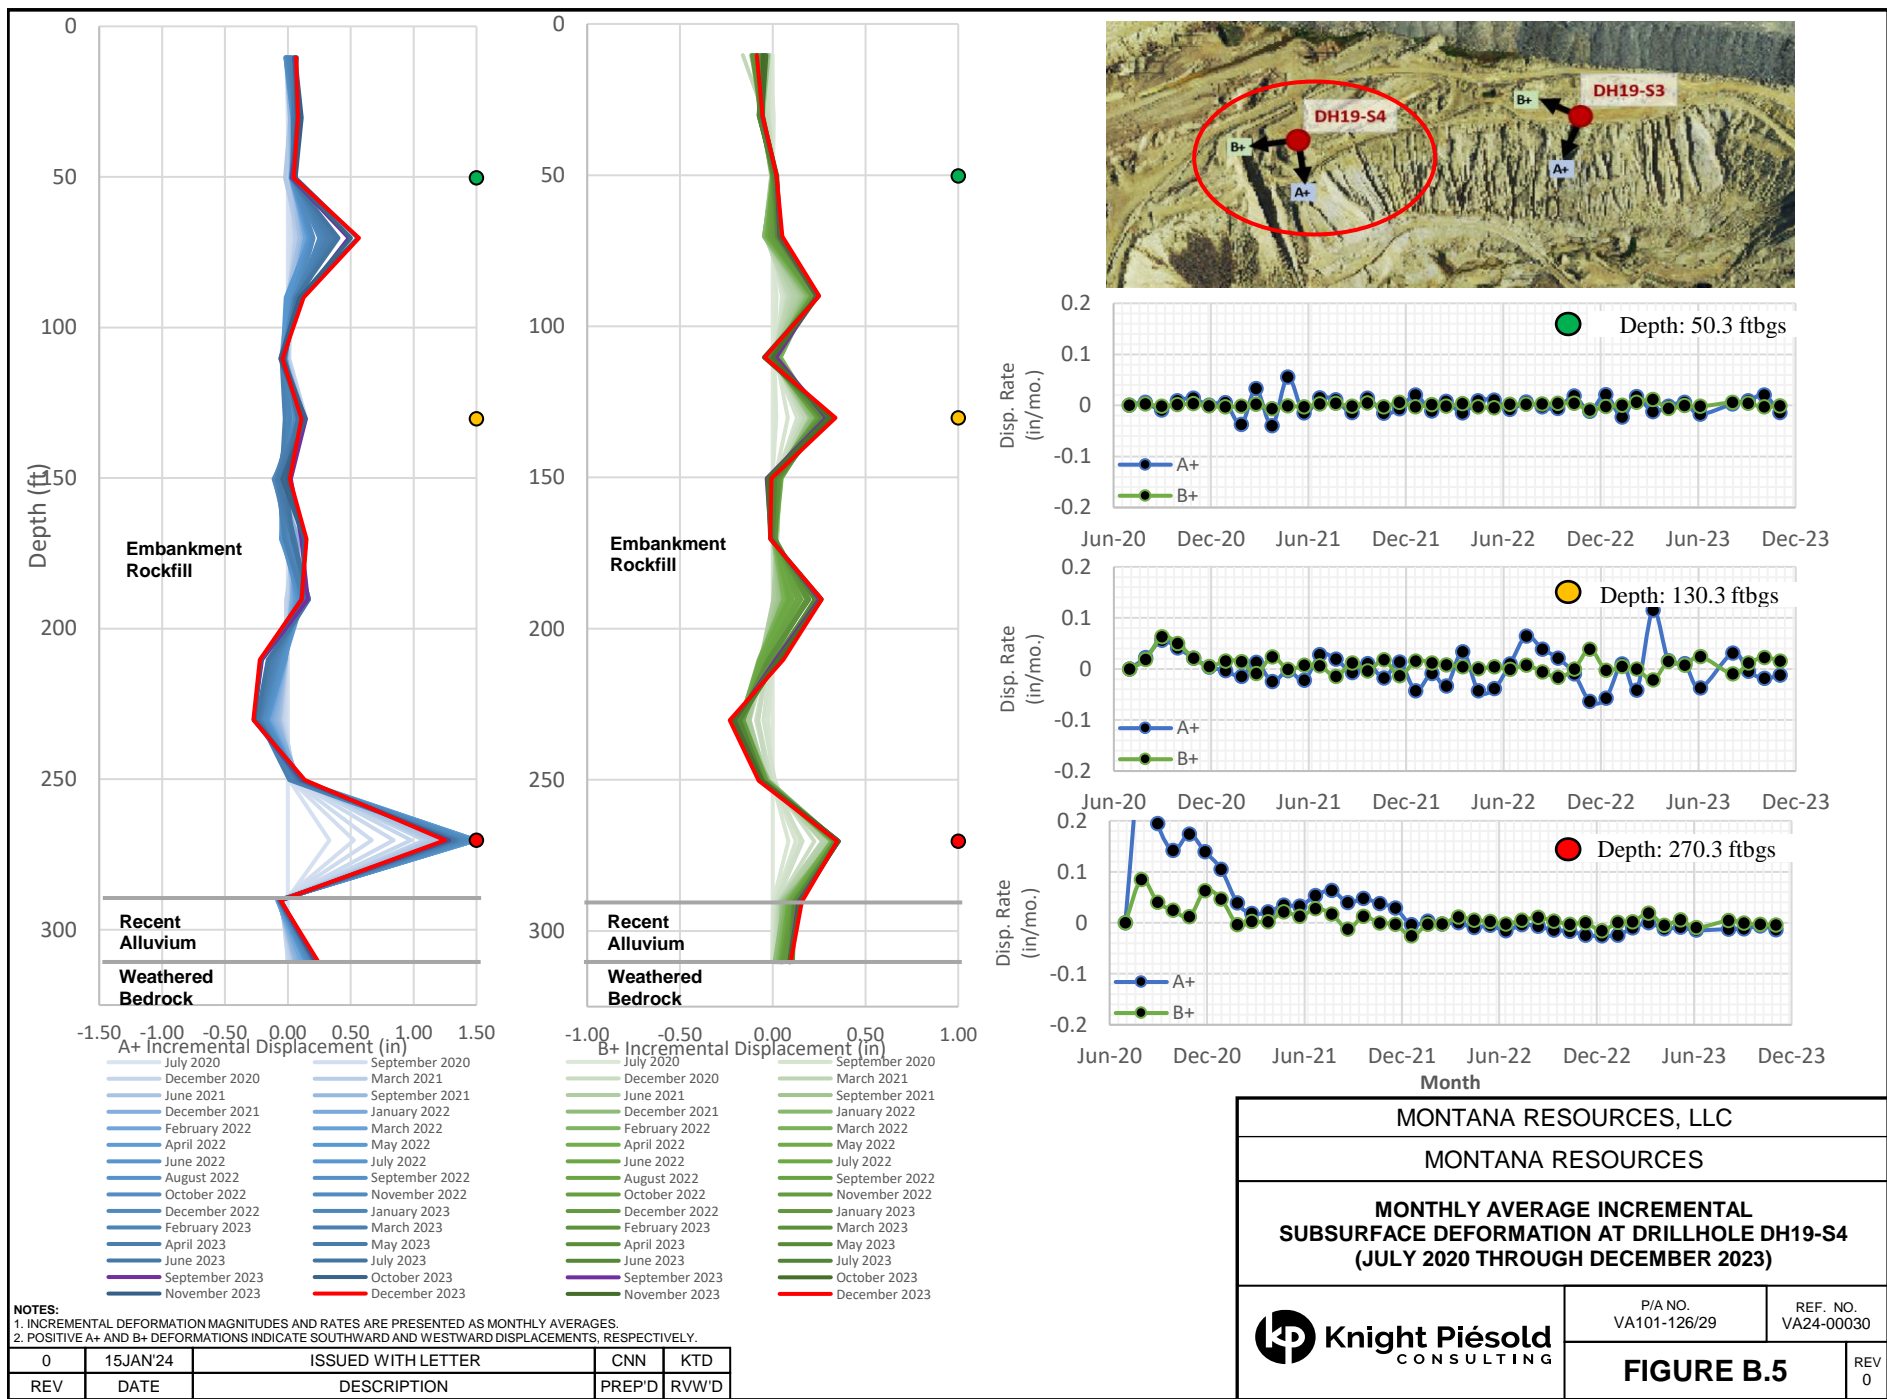 0
50
100
150
200
250
300
Depth (ft)
Embankment
Rockfill
Recent
Alluvium
Weathered
Bedrock
-1.50 -1.00 -0.50 0.00 0.50 1.00 1.50
A+ Incremental Displacement (in)
July 2020 September 2020
December 2020 March 2021
June 2021 September 2021
December 2021 January 2022
February 2022 March 2022
April 2022 May 2022
June 2022 July 2022
August 2022 September 2022
October 2022 November 2022
December 2022 January 2023
February 2023 March 2023
April 2023 May 2023
June 2023 July 2023
September 2023 October 2023
November 2023 December 2023
0
50
100
150
200
250
300
Embankment
Rockfill
Recent
Alluvium
Weathered
Bedrock
-1.00 -0.50 0.00 0.50 1.00
B+ Incremental Displacement (in)
July 2020 September 2020
December 2020 March 2021
June 2021 September 2021
December 2021 January 2022
February 2022 March 2022
April 2022 May 2022
June 2022 July 2022
August 2022 September 2022
October 2022 November 2022
December 2022 January 2023
February 2023 March 2023
April 2023 May 2023
June 2023 July 2023
September 2023 October 2023
November 2023 December 2023
DH19-S4
B+
A+
DH19-S3
B+
A+
0.2
0.1
0
-0.1
-0.2
Disp. Rate
(in/mo.)
Depth: 50.3 ftbgs
A+
B+
Jun-20 Dec-20 Jun-21 Dec-21 Jun-22 Dec-22 Jun-23 Dec-23
0.2
0.1
0
-0.1
-0.2
Disp. Rate
(in/mo.)
Depth: 130.3 ftbgs
A+
B+
Jun-20 Dec-20 Jun-21 Dec-21 Jun-22 Dec-22 Jun-23 Dec-23
0.2
0.1
0
-0.1
-0.2
Disp. Rate
(in/mo.)
Depth: 270.3 ftbgs
A+
B+
Jun-20 Dec-20 Jun-21 Dec-21 Jun-22 Dec-22 Jun-23 Dec-23
Month
NOTES:
1. INCREMENTAL DEFORMATION MAGNITUDES AND RATES ARE PRESENTED AS MONTHLY AVERAGES.
2. POSITIVE A+ AND B+ DEFORMATIONS INDICATE SOUTHWARD AND WESTWARD DISPLACEMENTS, RESPECTIVELY.
0 15JAN'24 ISSUED WITH LETTER CNN KTD
REV DATE DESCRIPTION PREP'D RVW'D
MONTANA RESOURCES, LLC
MONTANA RESOURCES
MONTHLY AVERAGE INCREMENTAL
SUBSURFACE DEFORMATION AT DRILLHOLE DH19-S4
(JULY 2020 THROUGH DECEMBER 2023)
kp Knight Piésold
CONSULTING
P/A NO.
VA101-126/29
REF. NO.
VA24-00030
FIGURE B.5
REV
0